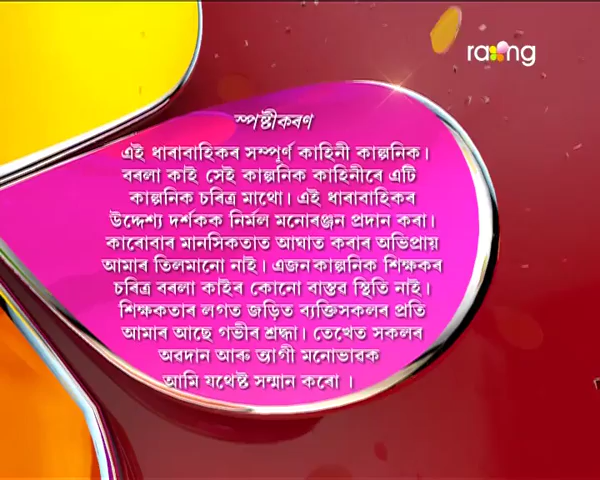 rang
স্পষ্টীকৰণ
এই ধাৰাবাহিকৰ সম্পূৰ্ণ কাহিনী কাল্পনিক।
বৰলা কাই সেই কাল্পনিক কাহিনীৰে এটি
কাল্পনিক চৰিত্ৰ মাথো। এই ধাৰাবাহিকৰ
উদ্দেশ্য দৰ্শকক নিৰ্মল মনোৰঞ্জন প্ৰদান কৰা।
কাৰোবাৰ মানসিকতাত আঘাত কৰাৰ অভিপ্ৰায়
আমাৰ তিলমানো নাই। এজন কাল্পনিক শিক্ষকৰ
চৰিত্ৰ বৰলা কাইৰ কোনো বাস্তৱ স্থিতি নাই।
শিক্ষকতাৰ লগত জড়িত ব্যক্তিসকলৰ প্ৰতি
আমাৰ আছে গভীৰ শ্ৰদ্ধা। তেখেত সকলৰ
অৱদান আৰু ত্যাগী মনোভাৱক
আমি যথেষ্ট সন্মান কৰো ।